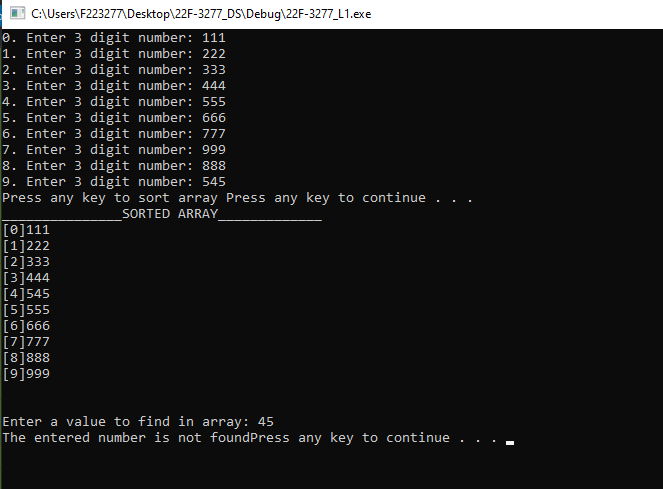 C:\Users\F223277\Desktop\22F-3277_DS\Debug\22F-3277_L1.exe
0. Enter 3 digit number: 111
1. Enter 3 digit number: 222
2. Enter 3 digit number: 333
3. Enter 3 digit number: 444
4. Enter 3 digit number: 555
5. Enter 3 digit number: 666
6. Enter 3 digit number: 777
7. Enter 3 digit number: 999
8. Enter 3 digit number: 888
9. Enter 3 digit number: 545
Press any key to sort array Press any key to continue . . .
_______________SORTED ARRAY_____________
[0]111
[1]222
[2]333
[3]444
[4]545
[5]555
[6]666
[7]777
[8]888
[9]999
Enter a value to find in array: 45
The entered number is not foundPress any key to continue . . .